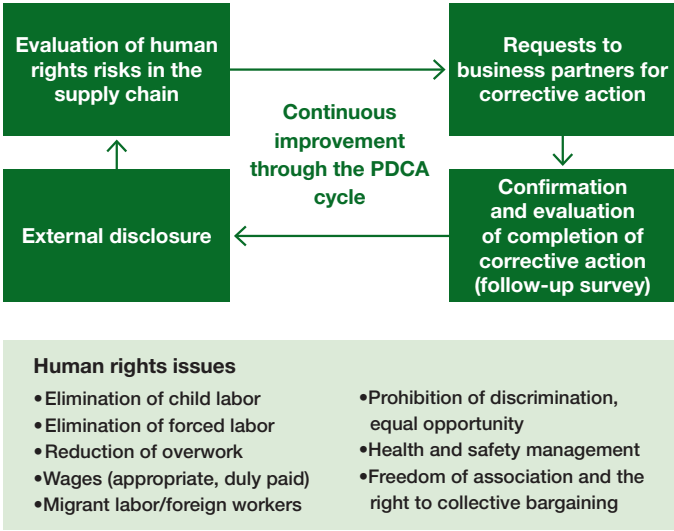 Evaluation of human
rights risks in the
supply chain
Requests to
business partners for
corrective action
Continuous
improvement
through the PDCA
cycle
External disclosure
Confirmation
and evaluation
of completion of
corrective action
(follow-up survey)
Human rights issues
•Elimination of child labor
•Elimination of forced labor
•Reduction of overwork
•Wages (appropriate, duly paid)
•Migrant labor/foreign workers
•Prohibition of discrimination,
equal opportunity
•Health and safety management
•Freedom of association and the
right to collective bargaining